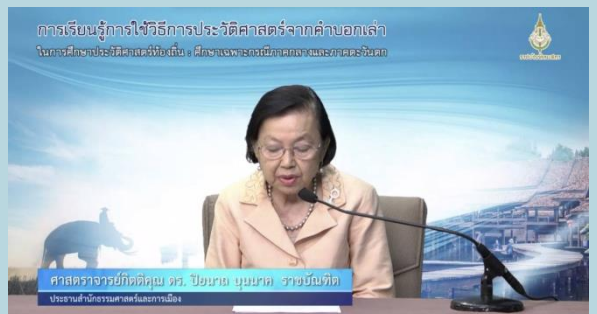 การเรียนรู้การใช้วิธีการประวัติศาสตร์จากคำบอกเล่า
ในการศึกษาประวัติศาสตร์ท้องถิ่น : ศึกษาเฉพาะกรณีภาคกลางและภาคตะวันตก
ศาสตราจารย์กิตติคุณ ดร. ปิยนาถ บุนนาค ราชบัณฑิต
ประธานสำนักธรรมศาสตร์และการเมือง